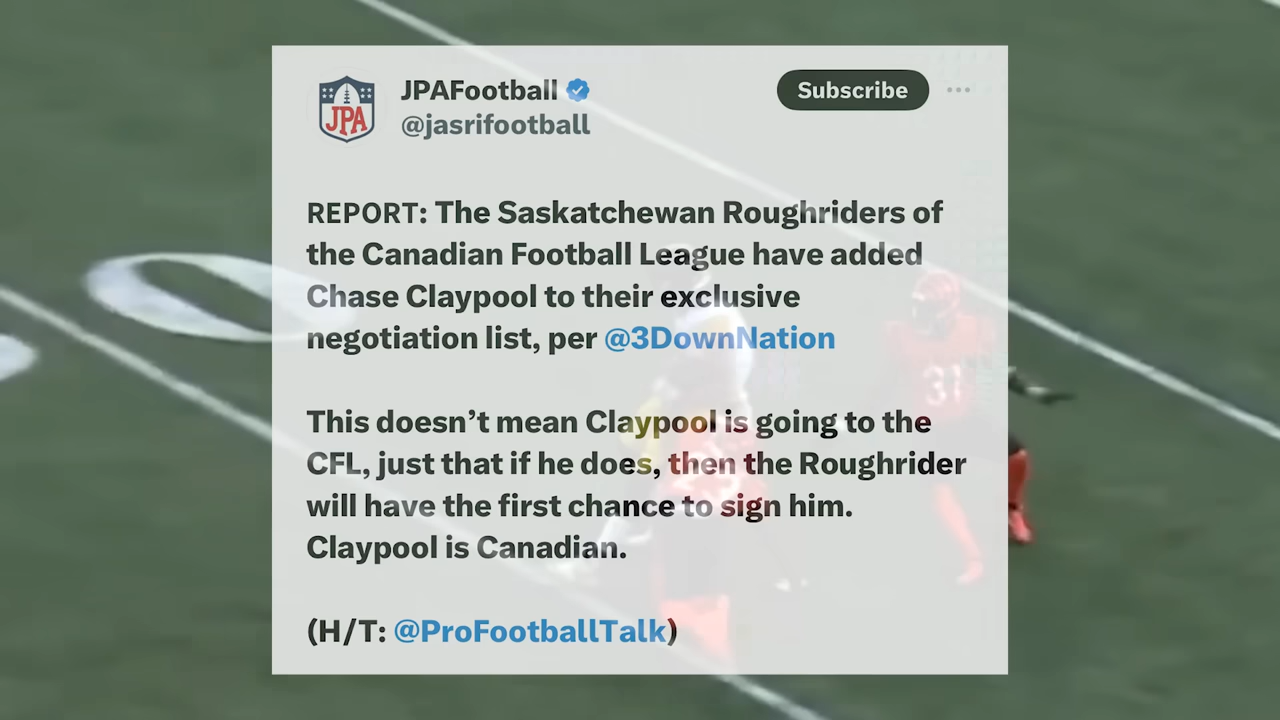 JPA
JPAFootball
@jasrifootball
Subscribe
REPORT: The Saskatchewan Roughriders of
the Canadian Football League have added
Chase Claypool to their exclusive
negotiation list, per @3DownNation
This doesn’t mean Claypool is going to the
CFL, just that if he does, then the Roughrider
will have the first chance to sign him.
Claypool is Canadian.
(H/T: @ProFootballTalk)
31